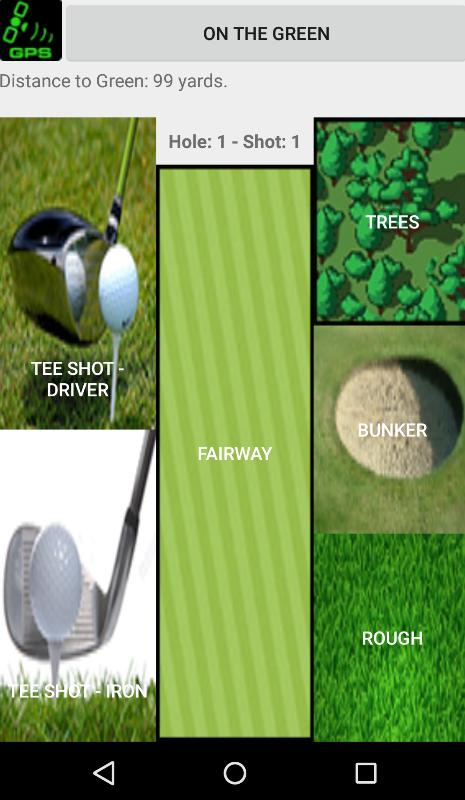 GPS
ON THE GREEN
Distance to Green: 99 yards.
Hole: 1 - Shot: 1
TEE SHOT -
DRIVER
TEE SHOT - IRON
FAIRWAY
TREES
BUNKER
ROUGH